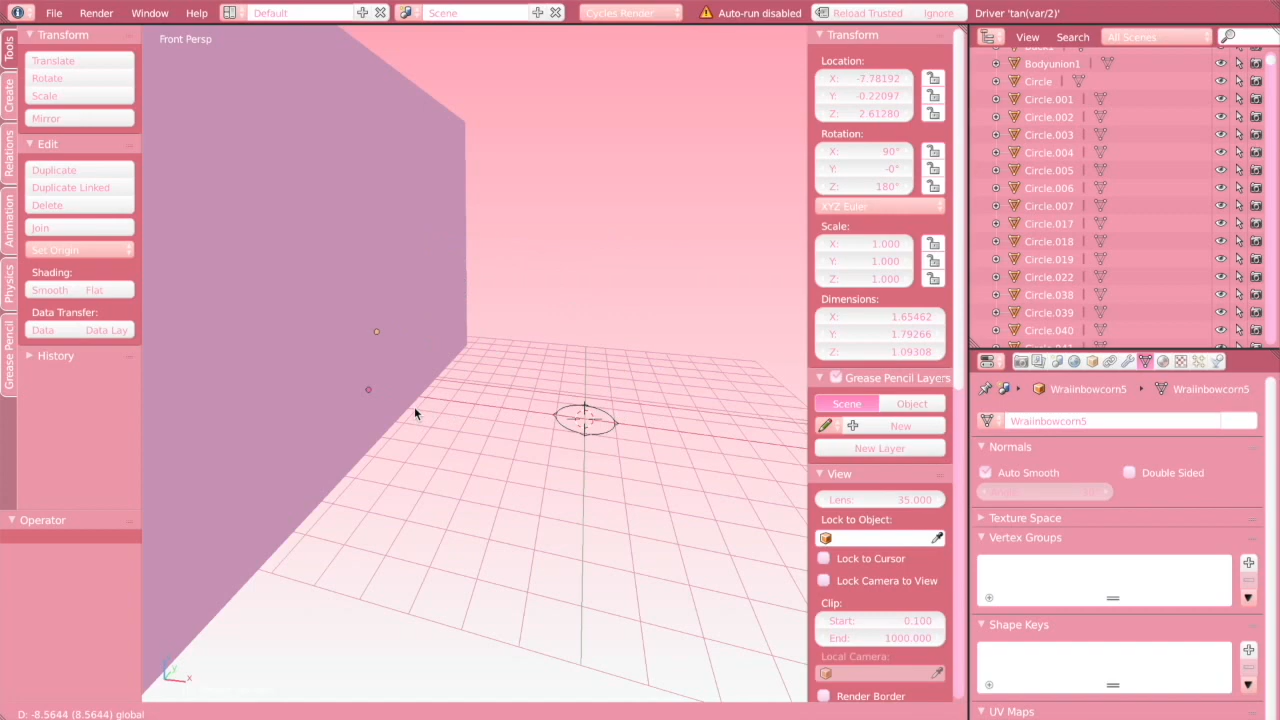 File Render Window Help Default Scene Cycles Render Auto-run disabled Reload Trusted Ignore Driver 'tan(var/2)'
Tools
Create
Relations
Animation
Physics
Grease Pencil
Transform
Translate
Rotate
Scale
Mirror
Edit
Duplicate
Duplicate Linked
Delete
Join
Set Origin
Shading:
Smooth Flat
Data Transfer:
Data Data Lay
History
Operator
Front Persp
Y
X
D: -8.5644 (8.5644) global
Transform
Location:
X: -7.78192
Y: -0.22097
Z: 2.61280
Rotation:
X: 90°
Y: -0°
Z: 180°
XYZ Euler
Scale:
X: 1.000
Y: 1.000
Z: 1.000
Dimensions:
X: 1.65462
Y: 1.79266
Z: 1.09308
Grease Pencil Layers
Scene Object
New
New Layer
View
Lens: 35.000
Lock to Object:
Lock to Cursor
Lock Camera to View
Clip:
Start: 0.100
End: 1000.000
Local Camera:
Render Border
View Search All Scenes
Bodyunion1
Circle
Circle.001
Circle.002
Circle.003
Circle.004
Circle.005
Circle.006
Circle.007
Circle.017
Circle.018
Circle.019
Circle.022
Circle.038
Circle.039
Circle.040
Wraiinbowcorn5 Wraiinbowcorn5
Wraiinbowcorn5
Normals
Auto Smooth Double Sided
Texture Space
Vertex Groups
Shape Keys
UV Maps